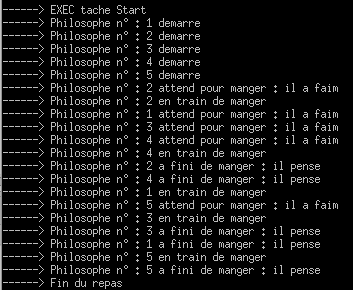 ------> EXEC tache Start
------> Philosophe n° : 1 demarre
------> Philosophe n° : 2 demarre
------> Philosophe n° : 3 demarre
------> Philosophe n° : 4 demarre
------> Philosophe n° : 5 demarre
------> Philosophe n° : 2 attend pour manger : il a faim
------> Philosophe n° : 2 en train de manger
------> Philosophe n° : 1 attend pour manger : il a faim
------> Philosophe n° : 3 attend pour manger : il a faim
------> Philosophe n° : 4 attend pour manger : il a faim
------> Philosophe n° : 4 en train de manger
------> Philosophe n° : 2 a fini de manger : il pense
------> Philosophe n° : 4 a fini de manger : il pense
------> Philosophe n° : 1 en train de manger
------> Philosophe n° : 5 attend pour manger : il a faim
------> Philosophe n° : 3 en train de manger
------> Philosophe n° : 3 a fini de manger : il pense
------> Philosophe n° : 1 a fini de manger : il pense
------> Philosophe n° : 5 en train de manger
------> Philosophe n° : 5 a fini de manger : il pense
------> Fin du repas